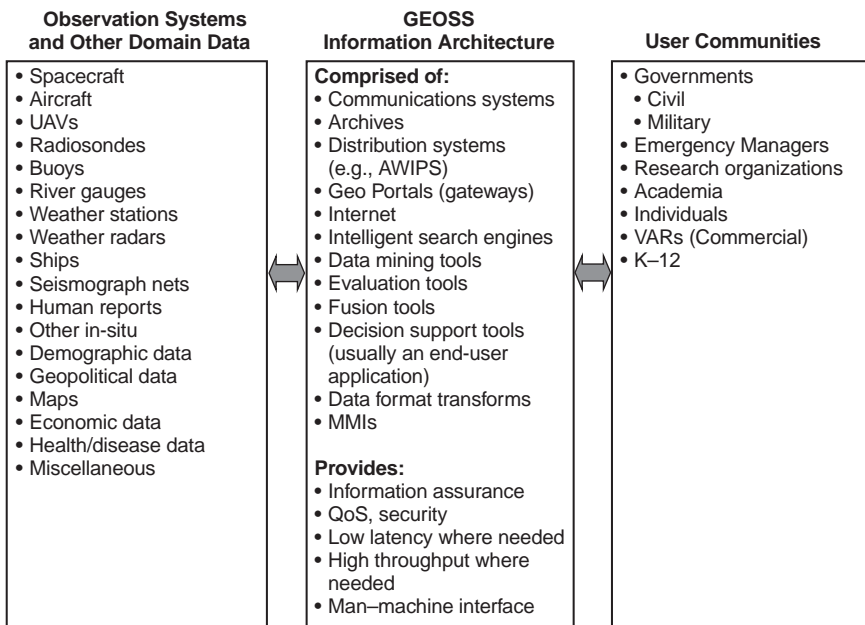 Observation Systems
and Other Domain Data
• Spacecraft
• Aircraft
• UAVs
• Radiosondes
• Buoys
• River gauges
• Weather stations
• Weather radars
• Ships
• Seismograph nets
• Human reports
• Other in-situ
• Demographic data
• Geopolitical data
• Maps
• Economic data
• Health/disease data
• Miscellaneous
GEOSS
Information Architecture
Comprised of:
• Communications systems
• Archives
• Distribution systems
(e.g., AWIPS)
• Geo Portals (gateways)
• Internet
• Intelligent search engines
• Data mining tools
• Evaluation tools
• Fusion tools
• Decision support tools
(usually an end-user
application)
• Data format transforms
• MMIs
Provides:
• Information assurance
• QoS, security
• Low latency where needed
• High throughput where
needed
• Man–machine interface
User Communities
• Governments
• Civil
• Military
• Emergency Managers
• Research organizations
• Academia
• Individuals
• VARs (Commercial)
• K–12